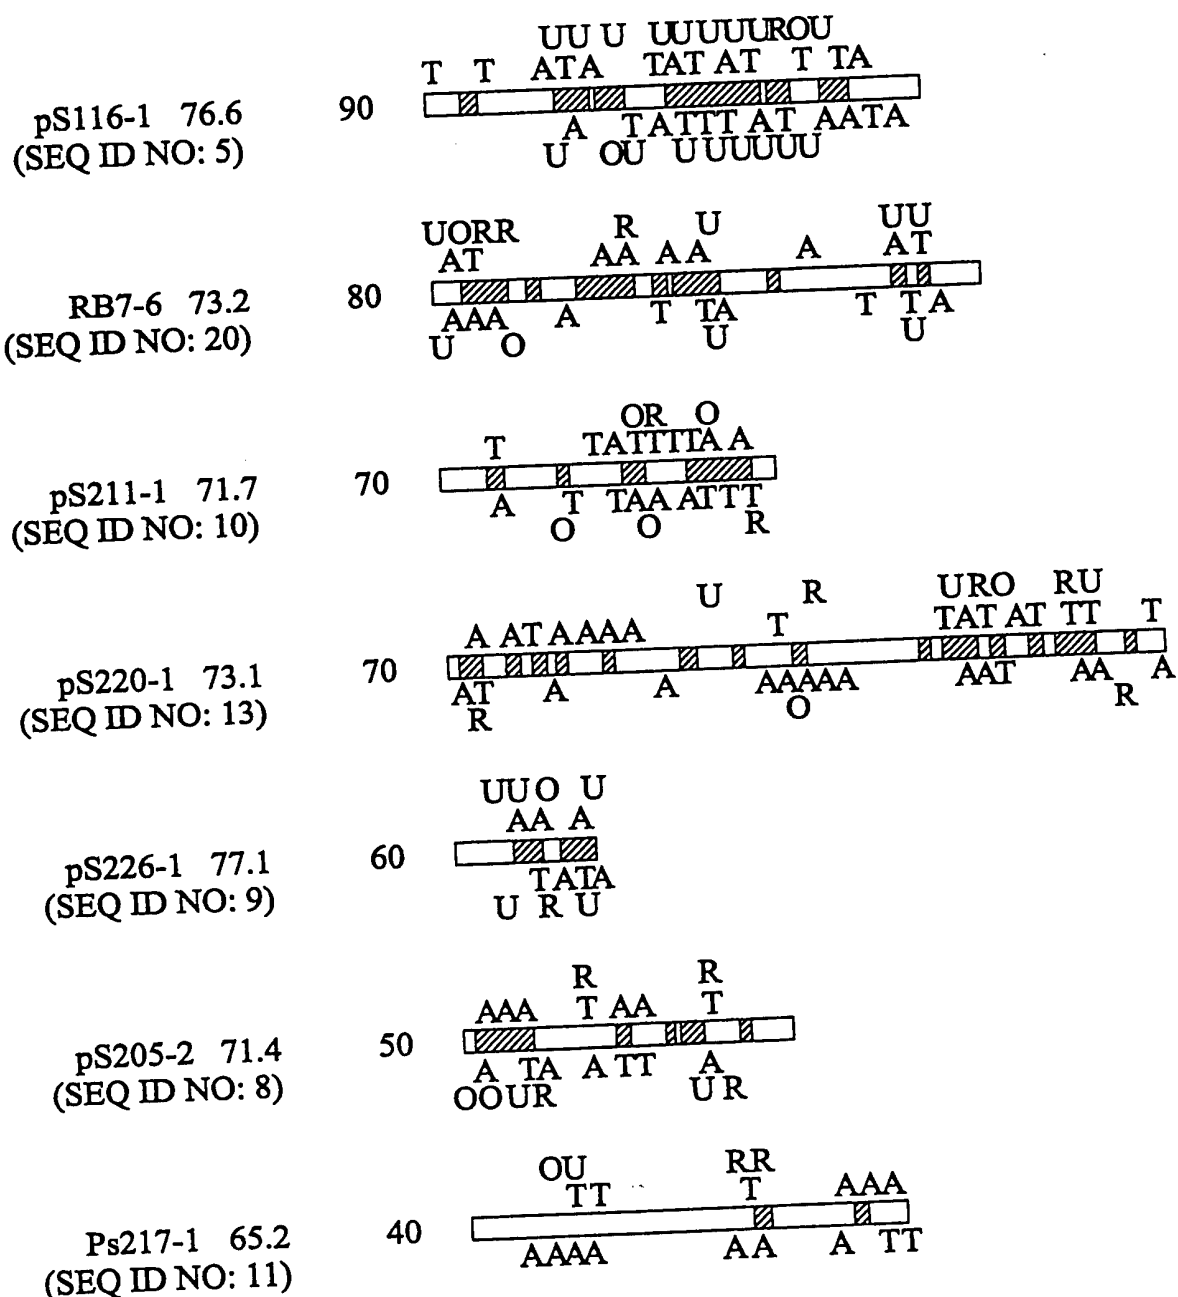 UU U UUUUUUROU
T T ATA TAT AT T TA
pS116-1 76.6 90
A TATTT AT AATA
(SEQ ID NO: 5)
U OU UUUUUU
UORR R U UU
AT AA AA A AT
RB7-6 73.2 80
AAA A T TA T TA
(SEQ ID NO: 20)
U O U U
OR O
T TATTTTTA A
pS211-1 71.7 70
A T TAA ATTT
(SEQ ID NO: 10)
O O R
U R URO RU
A AT AAAA T TAT AT TT T
pS220-1 73.1 70
AT A A AAAAA AAT AA A
(SEQ ID NO: 13)
R O R
UUO U
AA A
pS226-1 77.1 60
TATA
(SEQ ID NO: 9)
U R U
R R
AAA T AA T
pS205-2 71.4 50
A TA A TT A
(SEQ ID NO: 8)
OOUR U R
OU RR
TT T AAA
Ps217-1 65.2 40
AAAA AA A TT
(SEQ ID NO: 11)